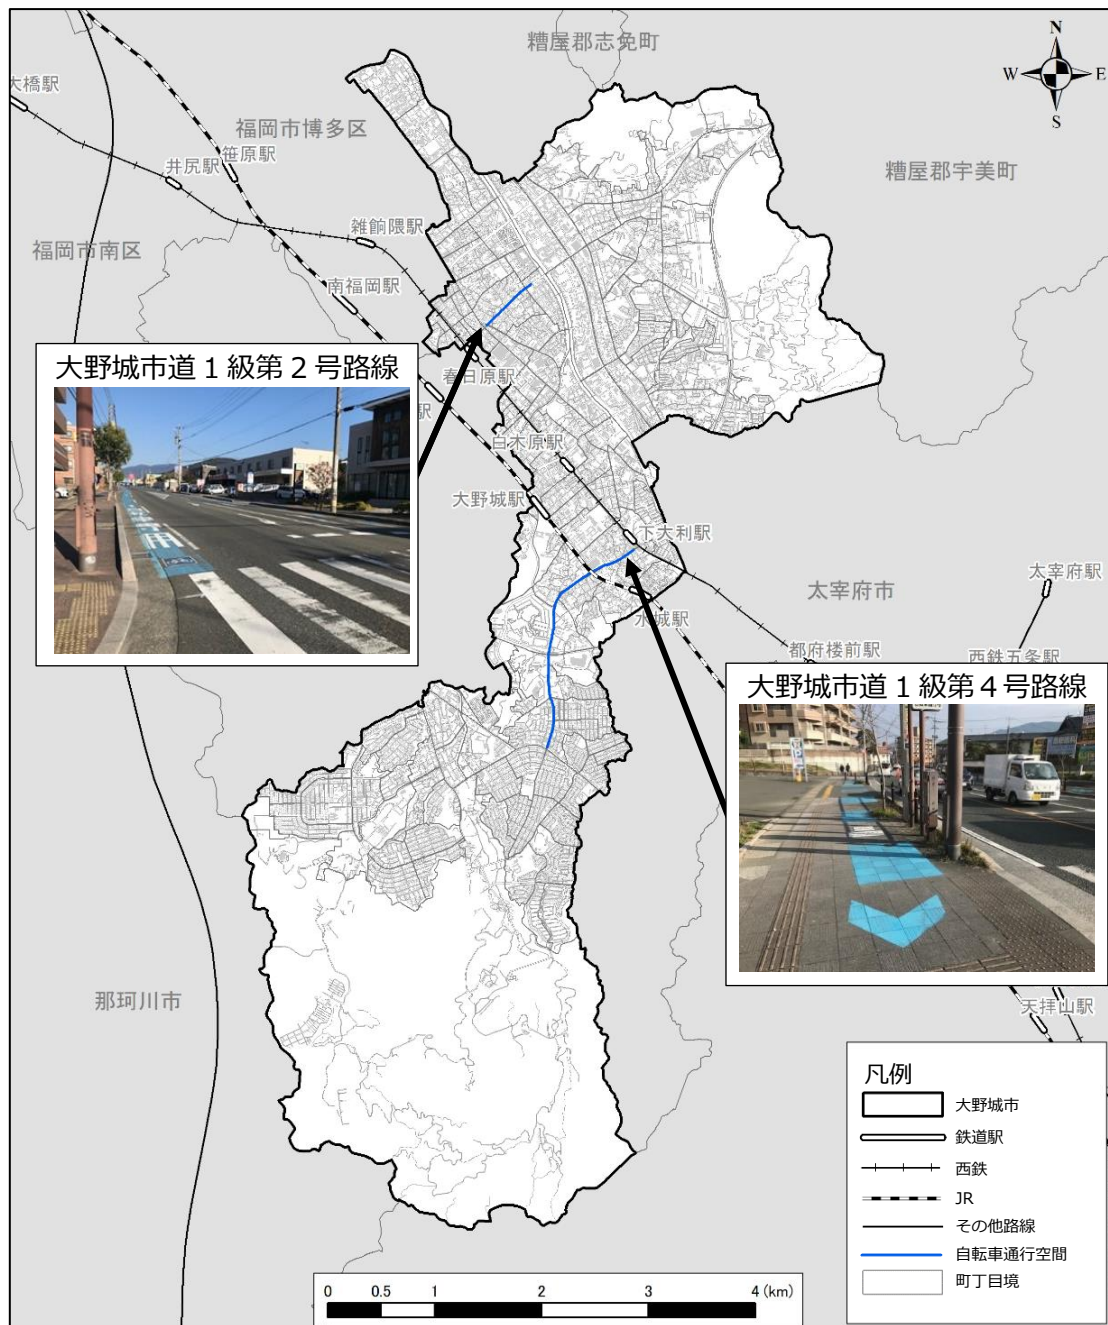 糟屋郡志免町
N
W
E
S
大橋駅
福岡市博多区
笹原駅
井尻駅
糟屋郡宇美町
雑餉隈駅
福岡市南区
南福岡駅
大野城市道１級第２号路線
春日原駅
駅
白木原駅
大野城駅
下大利駅
太宰府駅
太宰府市
水城駅
都府楼前駅
西鉄五条駅
大野城市道１級第４号路線
那珂川市
天拝山駅
凡例
大野城市
鉄道駅
西鉄
JR
その他路線
自転車通行空間
町丁目境
0 0.5 1 2 3 4 (km)